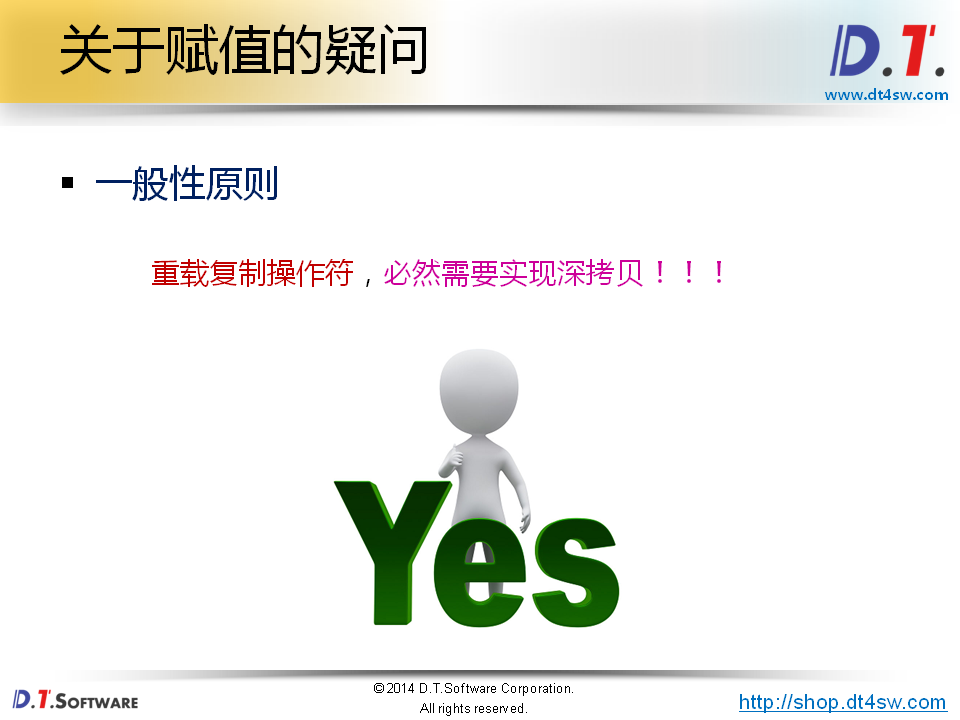 关于赋值的疑问
D.T.
www.dt4sw.com
一般性原则
重载复制操作符，必然需要实现深拷贝！！！
Yes
D.T.SOFTWARE
©2014 D.T.Software Corporation.
All rights reserved.
http://shop.dt4sw.com